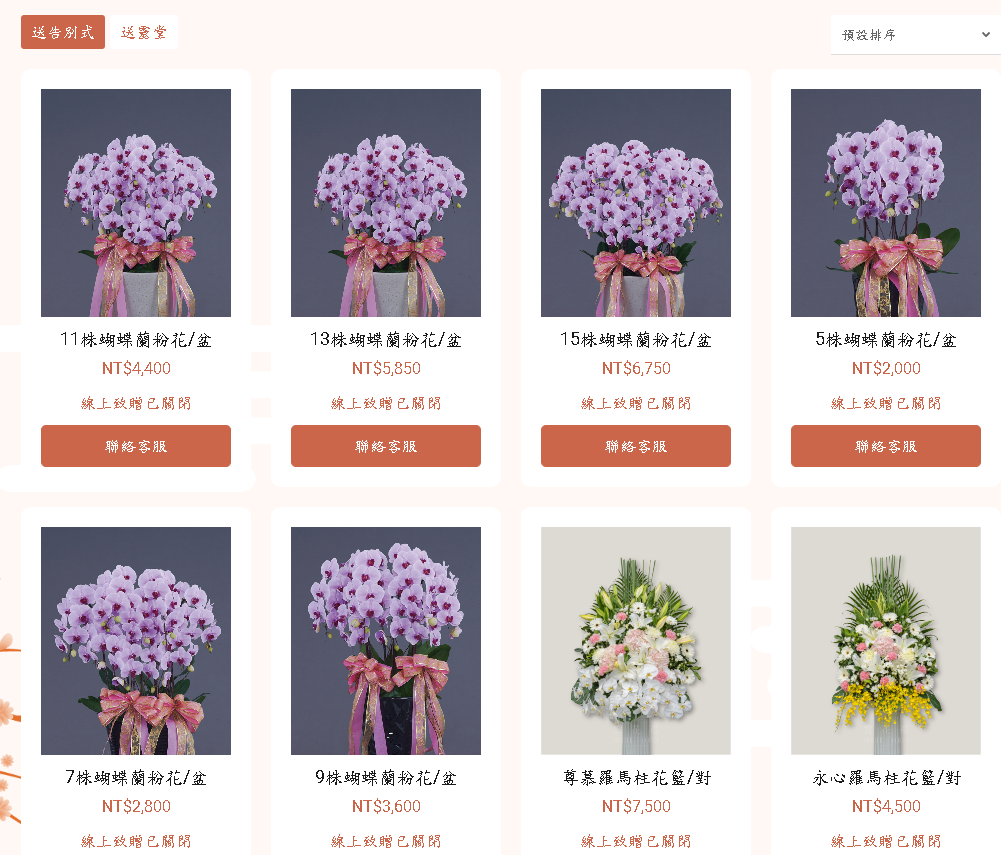 送告別式
送靈堂
預設排序
11株蝴蝶蘭粉花/盆
NT$4,400
線上致贈已關閉
聯絡客服
13株蝴蝶蘭粉花/盆
NT$5,850
線上致贈已關閉
聯絡客服
15株蝴蝶蘭粉花/盆
NT$6,750
線上致贈已關閉
聯絡客服
5株蝴蝶蘭粉花/盆
NT$2,000
線上致贈已關閉
聯絡客服
7株蝴蝶蘭粉花/盆
NT$2,800
線上致贈已關閉
9株蝴蝶蘭粉花/盆
NT$3,600
線上致贈已關閉
尊慕羅馬柱花籃/對
NT$7,500
線上致贈已關閉
永心羅馬柱花籃/對
NT$4,500
線上致贈已關閉